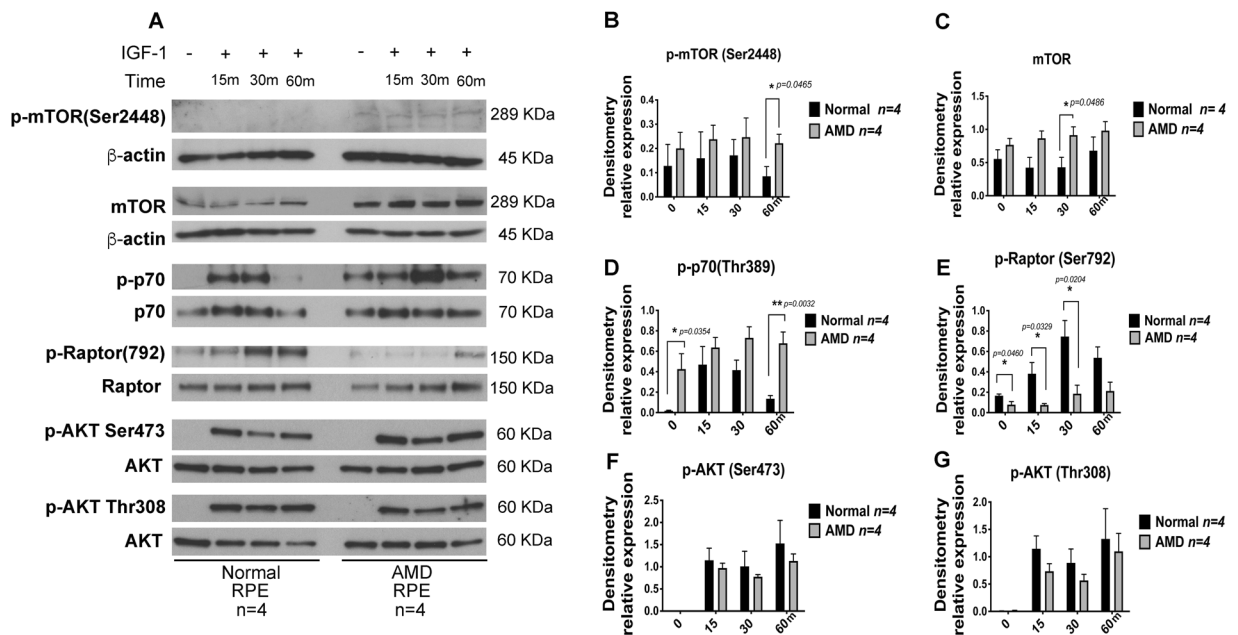 A
IGF-1 - + + + - + + +
Time 15m 30m 60m 15m 30m 60m
p-mTOR(Ser2448) 289 KDa
β-actin 45 KDa
mTOR 289 KDa
β-actin 45 KDa
p-p70 70 KDa
p70 70 KDa
p-Raptor(792) 150 KDa
Raptor 150 KDa
p-AKT Ser473 60 KDa
AKT 60 KDa
p-AKT Thr308 60 KDa
AKT 60 KDa
Normal
RPE
n=4
AMD
RPE
n=4
B
p-mTOR (Ser2448)
Densitometry
relative expression
0.4
0.3
0.2
0.1
0.0
* p=0.0465
0 15 30 60m
Normal n=4
AMD n=4
C
mTOR
Densitometry
relative expression
1.5
1.0
0.5
0.0
* p=0.0486
0 15 30 60m
Normal n= 4
AMD n=4
D
p-p70(Thr389)
Densitometry
relative expression
1.0
0.8
0.6
0.4
0.2
0.0
* p=0.0354
** p=0.0032
0 15 30 60m
Normal n=4
AMD n=4
E
p-Raptor (Ser792)
Densitometry
relative expression
1.0
0.8
0.6
0.4
0.2
0.0
p=0.0460
*
p=0.0329
*
p=0.0204
*
0 15 30 60m
Normal n=4
AMD n=4
F
p-AKT (Ser473)
Densitometry
relative expression
2.5
2.0
1.5
1.0
0.5
0.0
0 15 30 60m
Normal n=4
AMD n=4
G
p-AKT (Thr308)
Densitometry
relative expression
2.0
1.5
1.0
0.5
0.0
0 15 30 60m
Normal n=4
AMD n=4